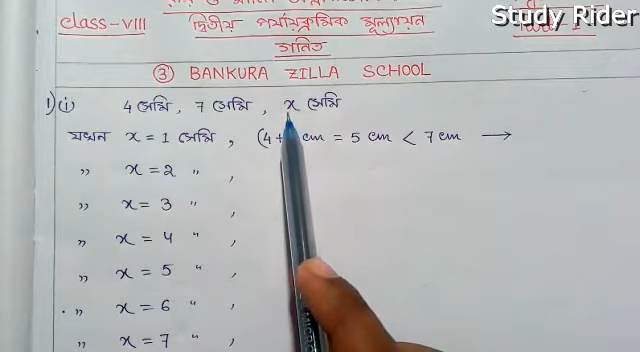 Study Rider
class-VIII
দ্বিতীয় পর্যায়ক্রমিক মূল্যায়ন
গণিত
③ BANKURA ZILLA SCHOOL
1) (i) 4 সেমি, 7 সেমি, x সেমি
যখন x = 1 সেমি, (4+ cm = 5 cm < 7 cm →
" x = 2 " ,
" x = 3 " ,
" x = 4 " ,
" x = 5 " ,
" x = 6 " ,
" x = 7 " ,